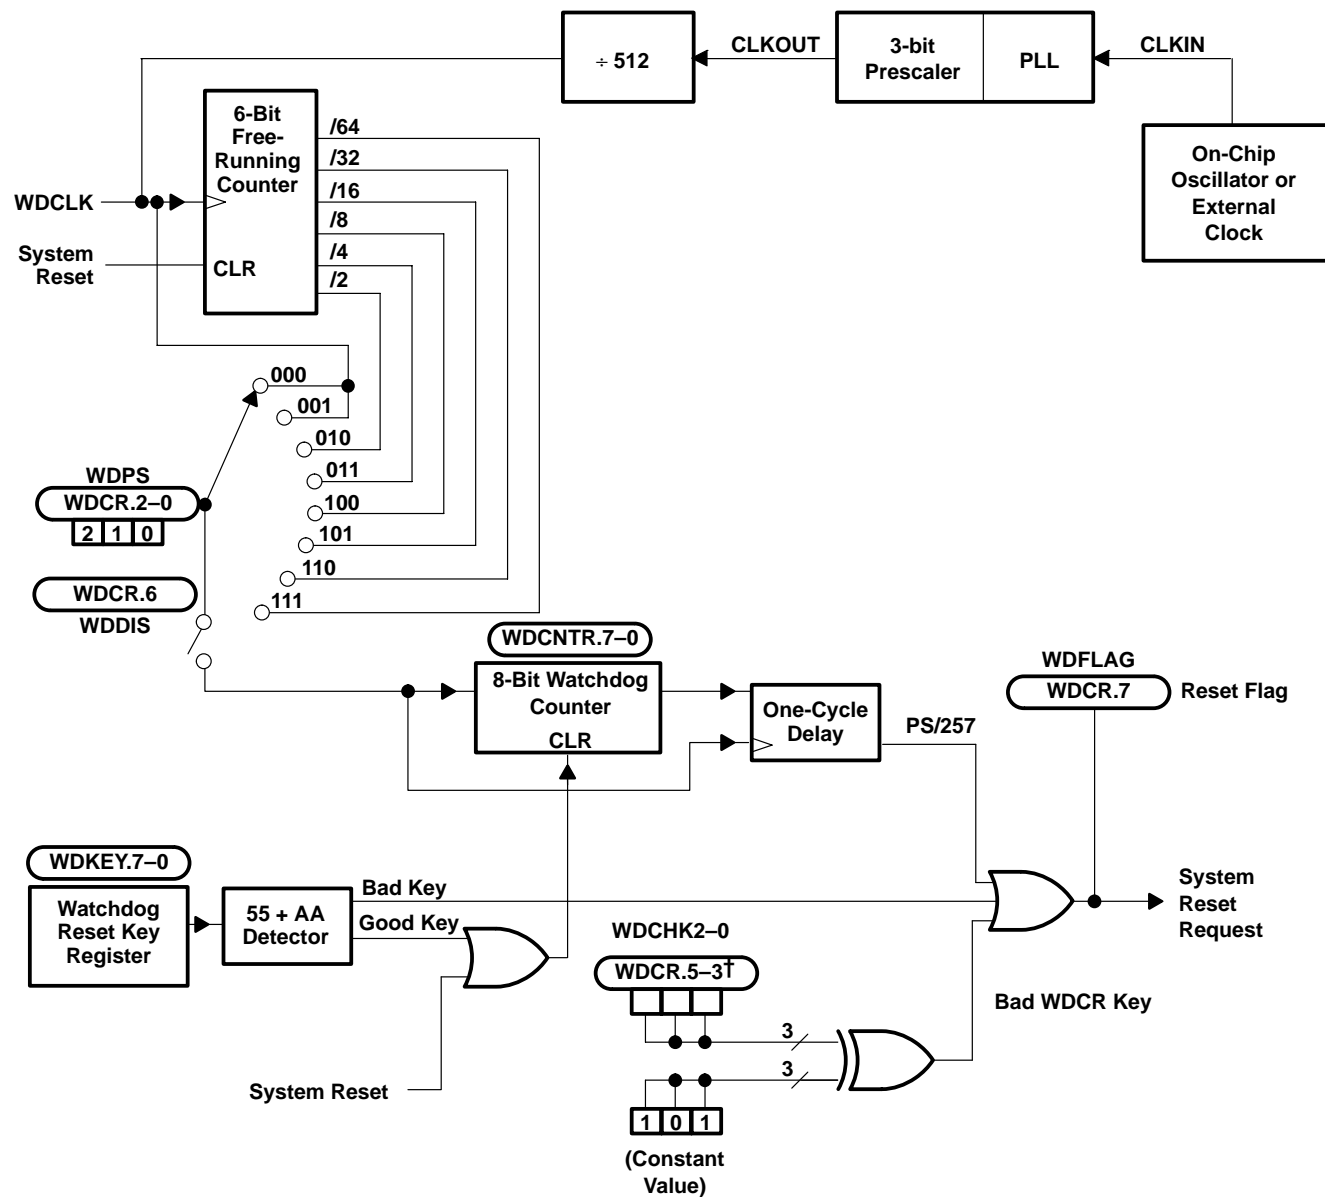 ÷ 512
CLKOUT
3-bit
Prescaler
PLL
CLKIN
On-Chip
Oscillator or
External
Clock
6-Bit
Free-
Running
Counter
CLR
/64
/32
/16
/8
/4
/2
WDCLK
System
Reset
000
001
010
011
100
101
110
111
WDPS
WDCR.2–0
2 1 0
WDCR.6
WDDIS
WDCNTR.7–0
8-Bit Watchdog
Counter
CLR
One-Cycle
Delay
PS/257
WDFLAG
WDCR.7
Reset Flag
WDKEY.7–0
Watchdog
Reset Key
Register
55 + AA
Detector
Bad Key
Good Key
System Reset
WDCHK2–0
WDCR.5–3†
3
3
1 0 1
(Constant
Value)
Bad WDCR Key
System
Reset
Request